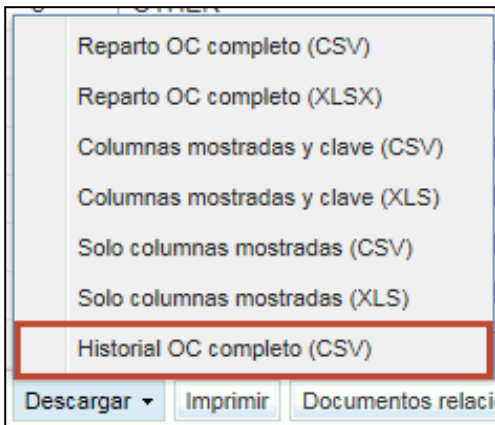 Reparto OC completo (CSV)
Reparto OC completo (XLSX)
Columnas mostradas y clave (CSV)
Columnas mostradas y clave (XLS)
Solo columnas mostradas (CSV)
Solo columnas mostradas (XLS)
Historial OC completo (CSV)
Descargar Imprimir Documentos relaci